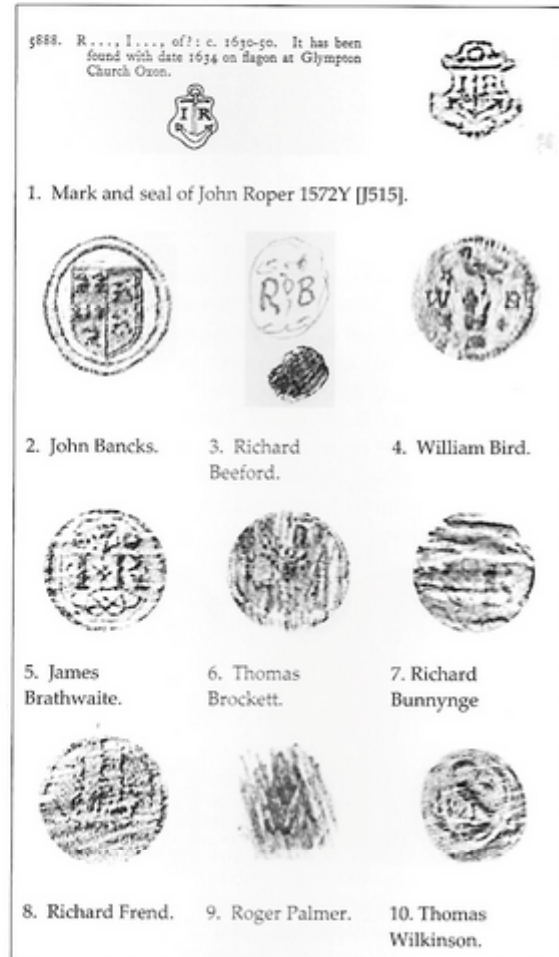 5888. R . . . , I . . . , of? : c. 1630-50. It has been
found with date 1634 on flagon at Glympton
Church Oxon.
I R
I R
1. Mark and seal of John Roper 1572Y [J515].
R B
W B
2. John Bancks.
3. Richard
Beeford.
4. William Bird.
I R
5. James
Brathwaite.
6. Thomas
Brockett.
7. Richard
Bunnynge
8. Richard Frend.
9. Roger Palmer.
10. Thomas
Wilkinson.